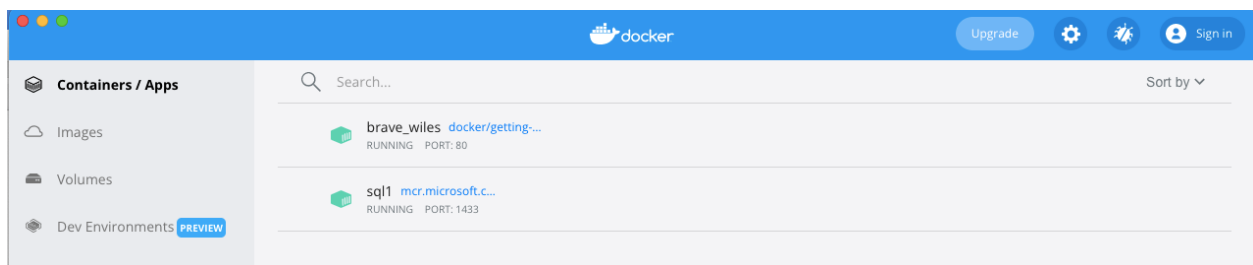 docker
Upgrade
Sign in
Containers / Apps
Images
Volumes
Dev Environments PREVIEW
Search...
Sort by
brave_wiles docker/getting-...
RUNNING PORT: 80
sql1 mcr.microsoft.c...
RUNNING PORT: 1433